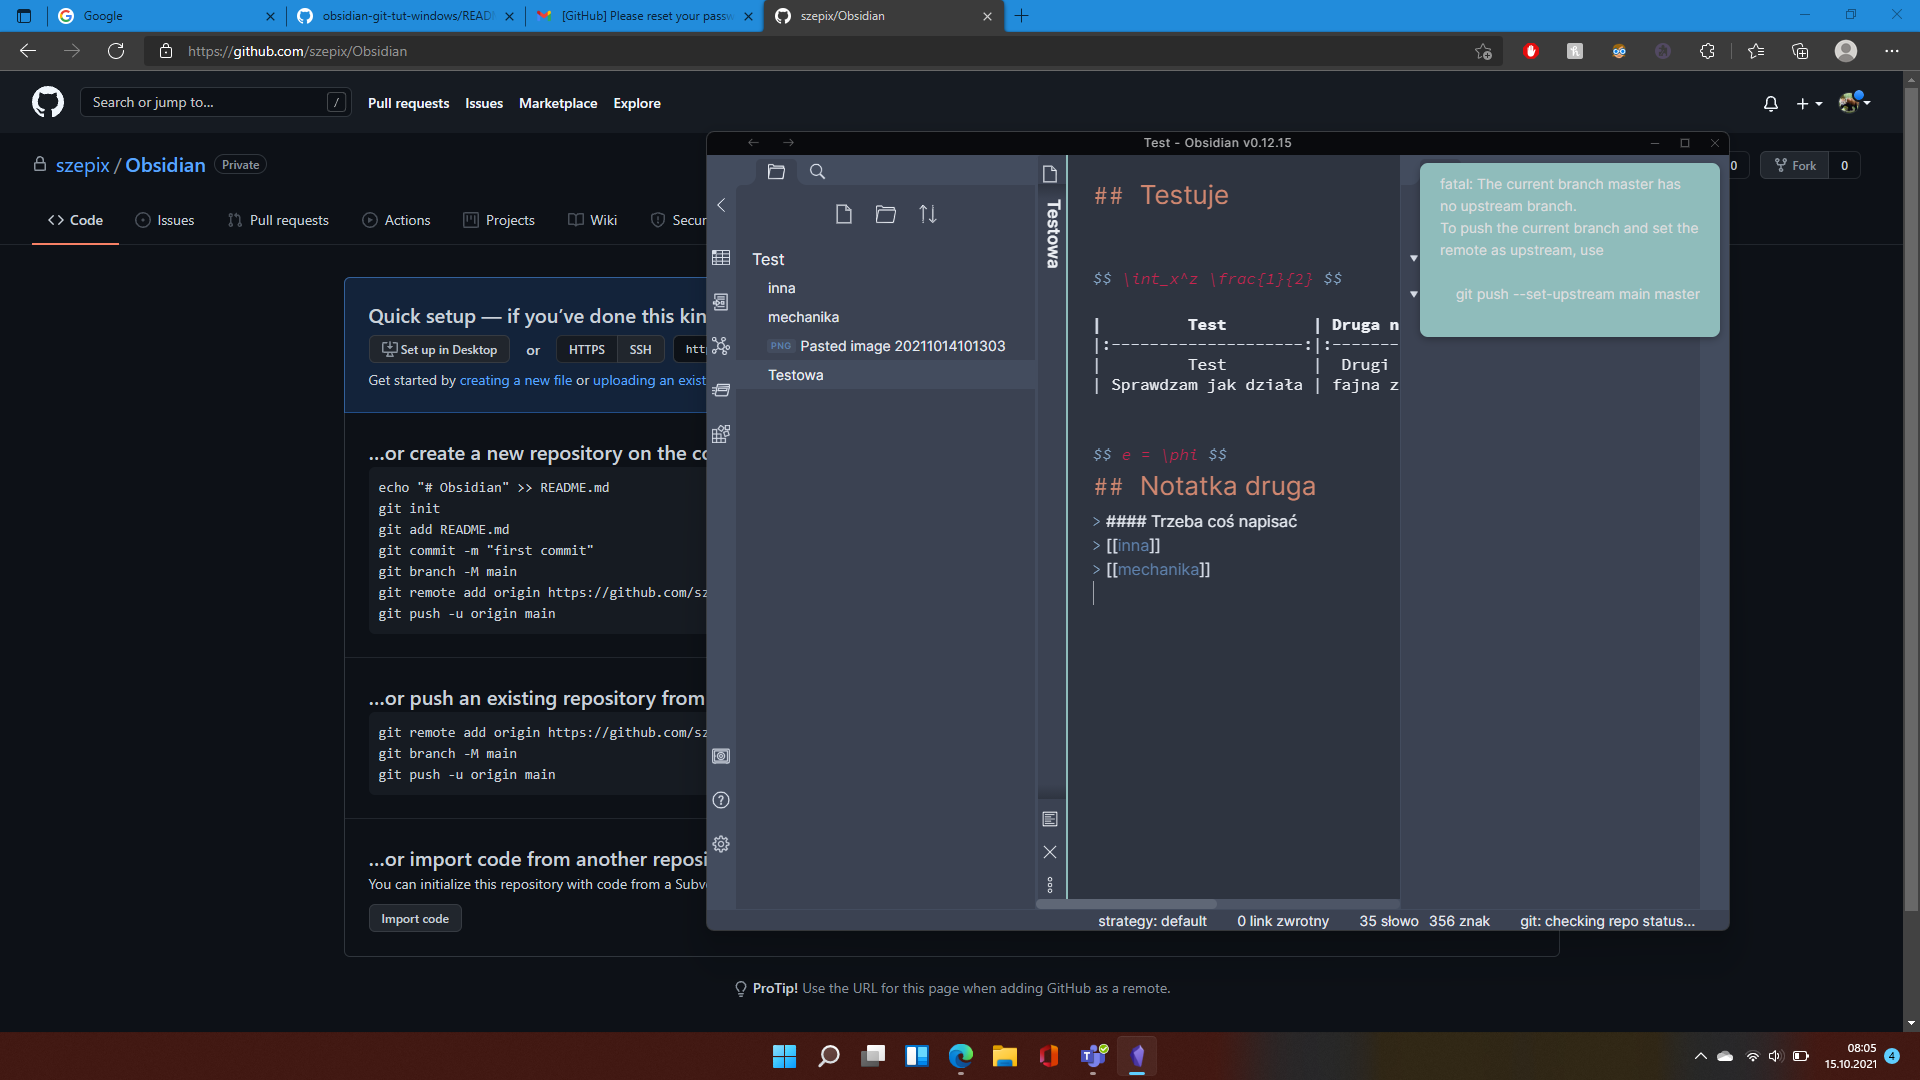 Google
obsidian-git-tut-windows/READ
[GitHub] Please reset your passw
szepix/Obsidian
https://github.com/szepix/Obsidian
Search or jump to...
/
Pull requests
Issues
Marketplace
Explore
szepix / Obsidian
Private
0
Fork
0
Code
Issues
Pull requests
Actions
Projects
Wiki
Secur
Quick setup — if you’ve done this kin
Set up in Desktop
or
HTTPS
SSH
htt
Get started by creating a new file or uploading an exist
...or create a new repository on the co
echo "# Obsidian" >> README.md
git init
git add README.md
git commit -m "first commit"
git branch -M main
git remote add origin https://github.com/sz
git push -u origin main
...or push an existing repository from
git remote add origin https://github.com/sz
git branch -M main
git push -u origin main
...or import code from another reposi
You can initialize this repository with code from a Subv
Import code
ProTip! Use the URL for this page when adding GitHub as a remote.
Test - Obsidian v0.12.15
Test
inna
mechanika
PNG Pasted image 20211014101303
Testowa
Testowa
## Testuje
$$ \int_x^z \frac{1}{2} $$
| Test | Druga n
|:--------------------:|:-------
| Test | Drugi
| Sprawdzam jak działa | fajna z
$$ e = \phi $$
## Notatka druga
> #### Trzeba coś napisać
> [[inna]]
> [[mechanika]]
fatal: The current branch master has
no upstream branch.
To push the current branch and set the
remote as upstream, use
git push --set-upstream main master
strategy: default
0 link zwrotny
35 słowo
356 znak
git: checking repo status...
08:05
15.10.2021
4